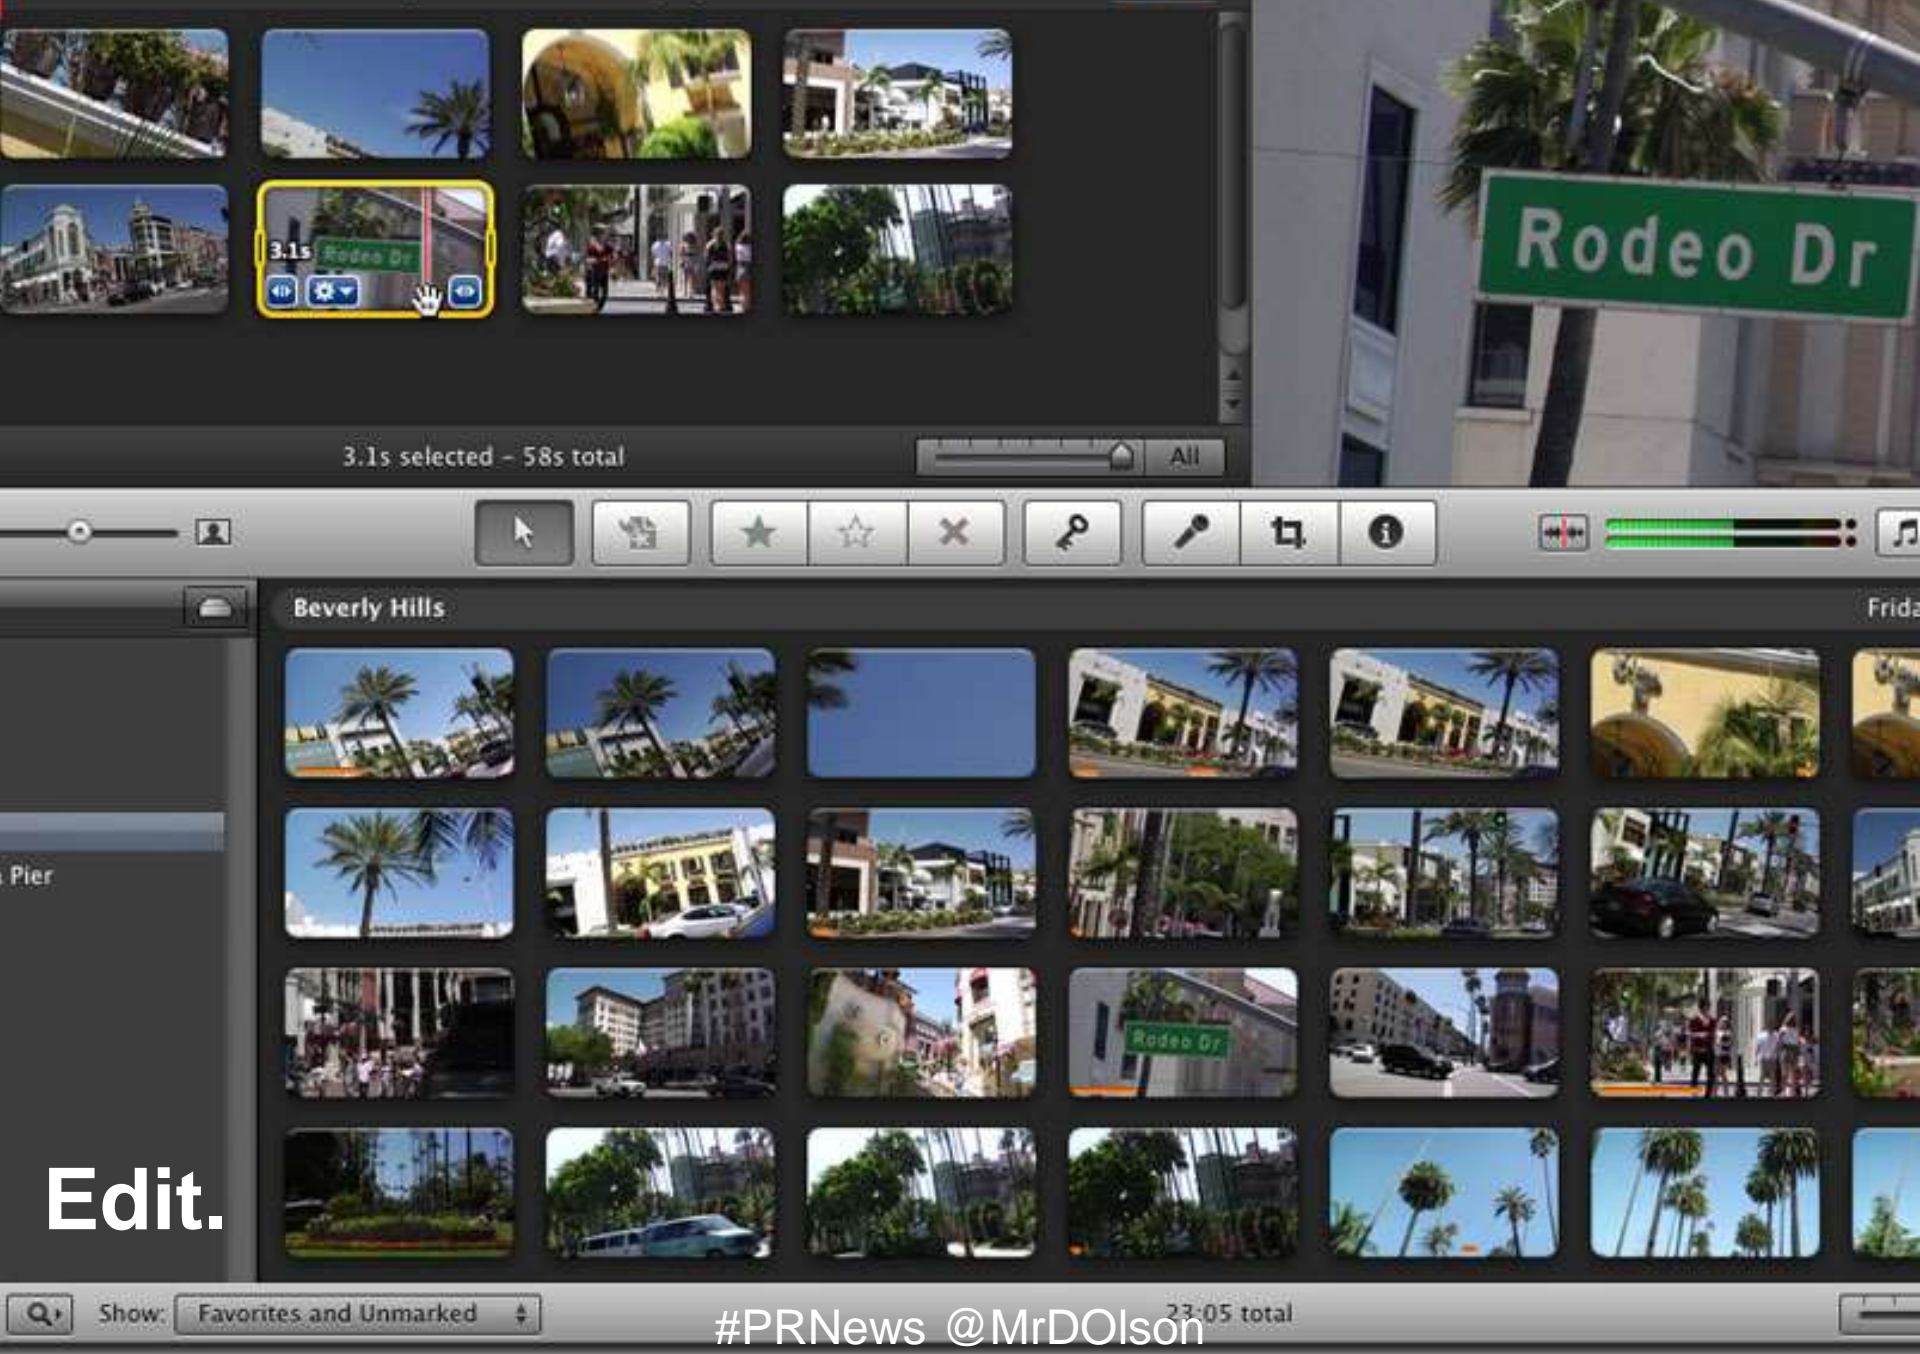 Rodeo Dr
3.1s
Rodeo Dr
3.1s selected – 58s total
All
Beverly Hills
Frida
Pier
Rodeo Dr
Edit.
Show: Favorites and Unmarked
23:05 total
#PRNews @MrDOlson